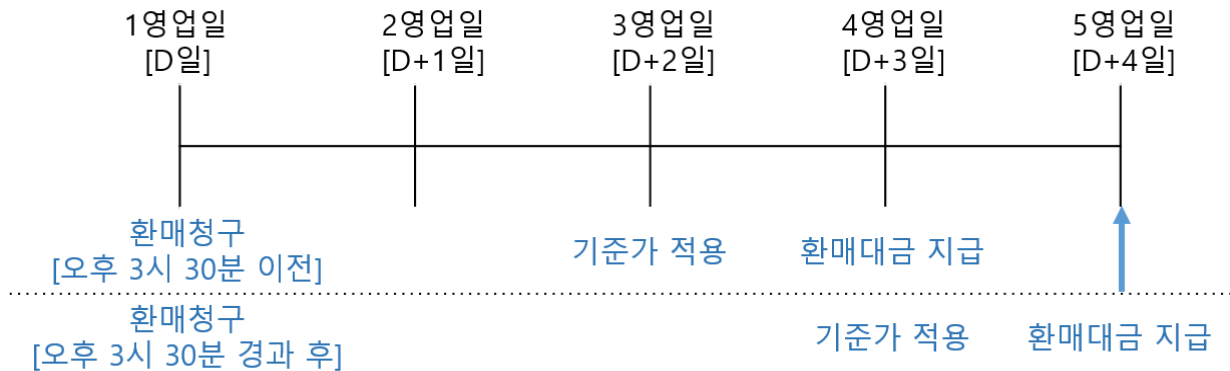 1영업일 2영업일 3영업일 4영업일 5영업일
[D일] [D+1일] [D+2일] [D+3일] [D+4일]
환매청구
[오후 3시 30분 이전]
기준가 적용 환매대금 지급
환매청구
[오후 3시 30분 경과 후]
기준가 적용 환매대금 지급